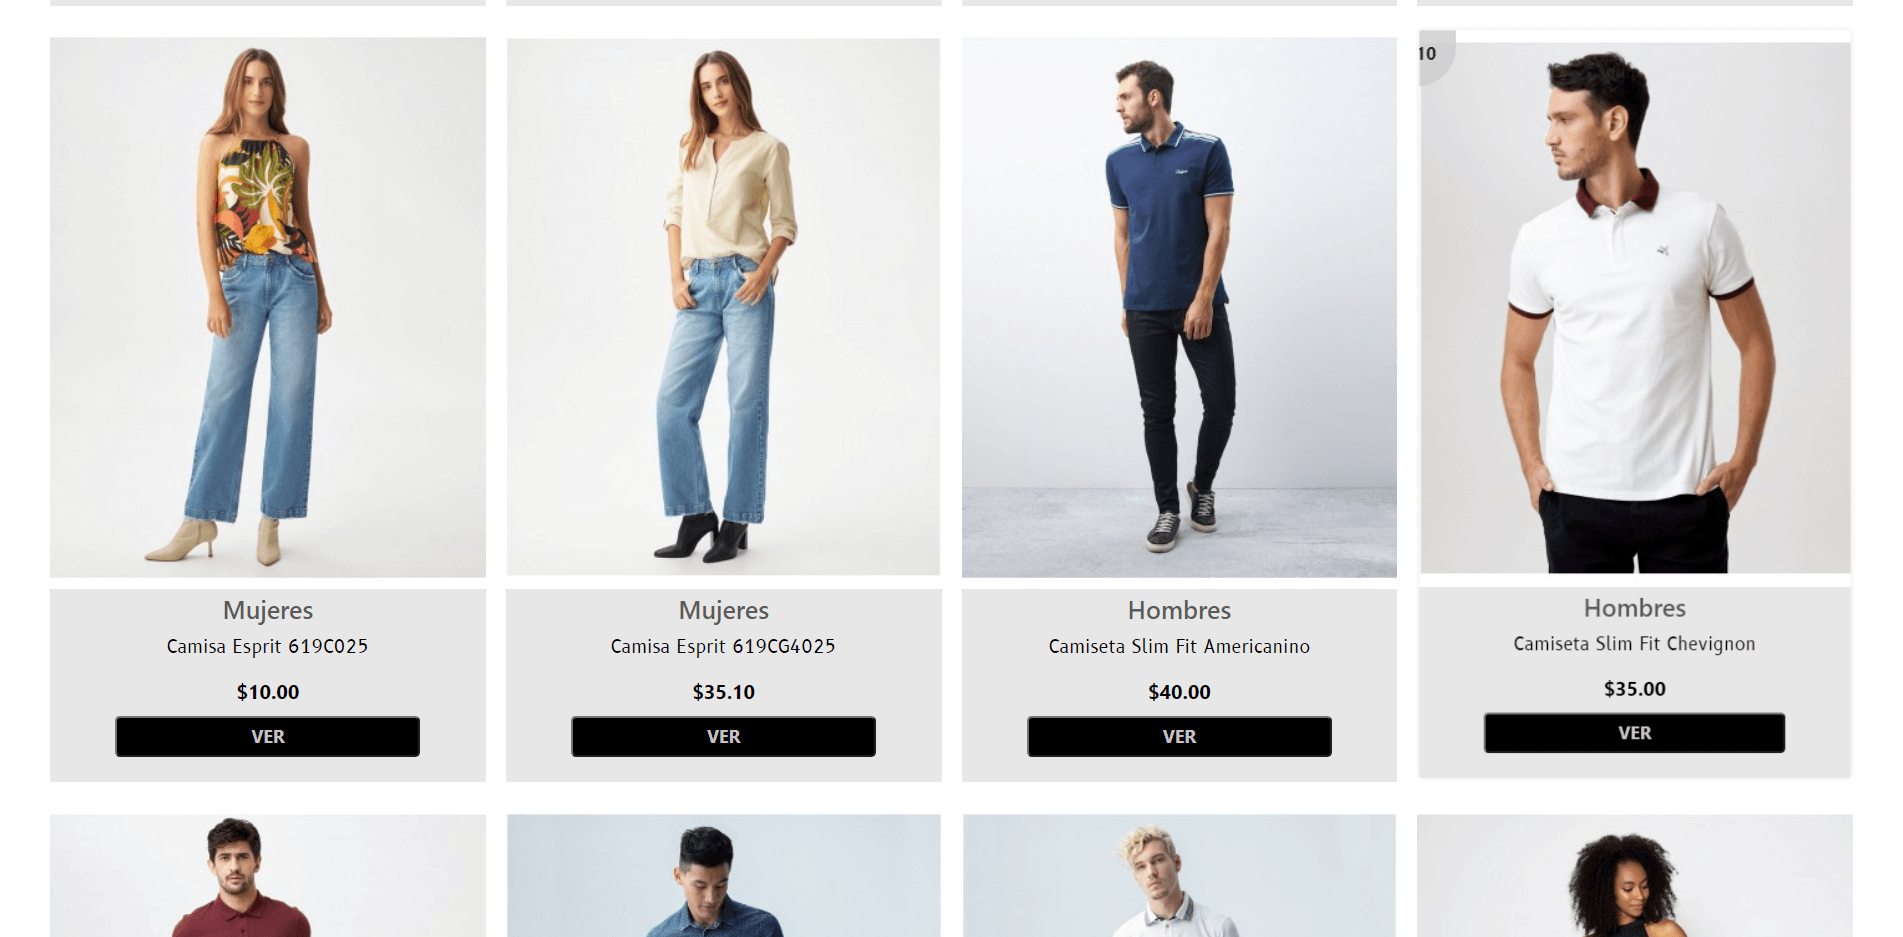 10
Mujeres
Camisa Esprit 619C025
$10.00
VER
Mujeres
Camisa Esprit 619CG4025
$35.10
VER
Hombres
Camiseta Slim Fit Americanino
$40.00
VER
Hombres
Camiseta Slim Fit Chevignon
$35.00
VER